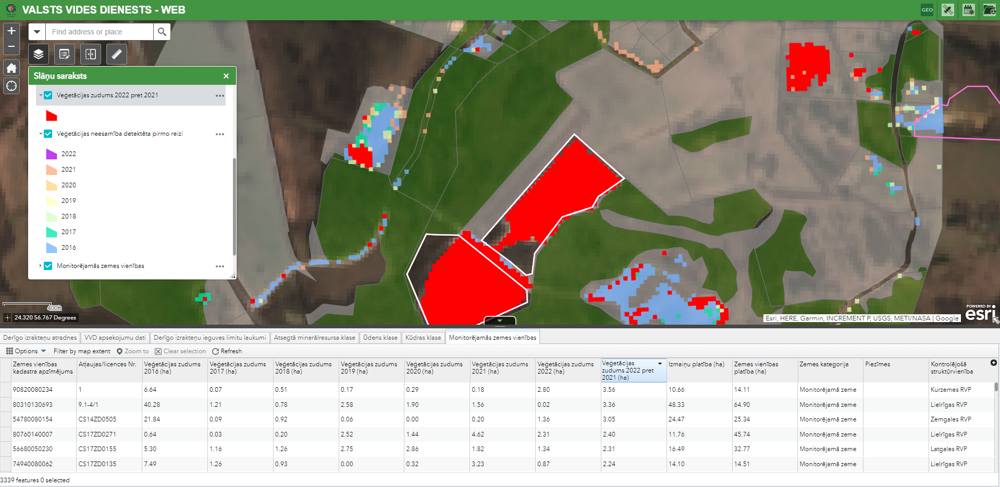 VALSTS VIDES DIENESTS - WEB
GEO
Find address or place
Slāņu saraksts
Veģetācijas zudums 2022 pret 2021
Veģetācijas neesamība detektēta pirmo reizi
2022
2021
2020
2019
2018
2017
2016
Monitorējamās zemes vienības
400ft
24.320 56.767 Degrees
POWERED BY
esri
Esri, HERE, Garmin, INCREMENT P, USGS, METI/NASA | Google
Derīgo izrakteņu atradnes VVD apsekojumu dati Derīgo izrakteņu ieguves limitu laukumi Atsegtā minerālresursa klase Ūdens klase Kūdras klase Monitorējamās zemes vienības
Options Filter by map extent Zoom to Clear selection Refresh
Zemes vienības kadastra apzīmējums Atļaujas/licences Nr. Veģetācijas zudums 2016 (ha) Veģetācijas zudums 2017 (ha) Veģetācijas zudums 2018 (ha) Veģetācijas zudums 2019 (ha) Veģetācijas zudums 2020 (ha) Veģetācijas zudums 2021 (ha) Veģetācijas zudums 2022 (ha) Veģetācijas zudums 2022 pret 2021 (ha) Izmaiņu platība (ha) Zemes vienības platība (ha) Zemes kategorija Piezīmes Kontrolējošā struktūrvienība
90820080234 1 6.64 0.07 0.51 0.17 0.29 0.18 2.80 3.56 10.66 14.11 Monitorējamā zeme Kurzemes RVP
80310130693 9.1-4/1 40.28 1.21 0.78 2.58 1.90 1.56 0.02 3.36 48.33 64.90 Monitorējamā zeme Lielrīgas RVP
54780080154 CS14ZD0505 21.84 0.09 0.92 0.06 0.00 0.20 1.36 3.05 24.47 25.34 Monitorējamā zeme Zemgales RVP
80760140007 CS17ZD0271 0.64 0.03 0.20 2.52 1.44 4.62 2.31 2.40 11.76 45.74 Monitorējamā zeme Lielrīgas RVP
56680050230 CS17ZD0155 5.30 1.16 1.26 2.75 2.86 1.82 1.34 2.31 16.49 32.77 Monitorējamā zeme Latgales RVP
74940080062 CS17ZD0135 7.49 1.26 0.93 0.00 0.32 3.23 0.87 2.24 14.10 14.51 Monitorējamā zeme Lielrīgas RVP
3339 features 0 selected